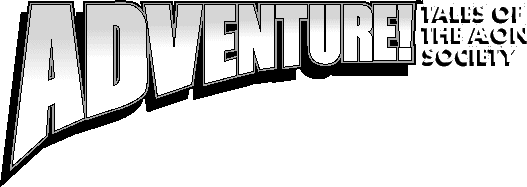 ADVENTURE!
TALES OF
THE ÆON
SOCIETY